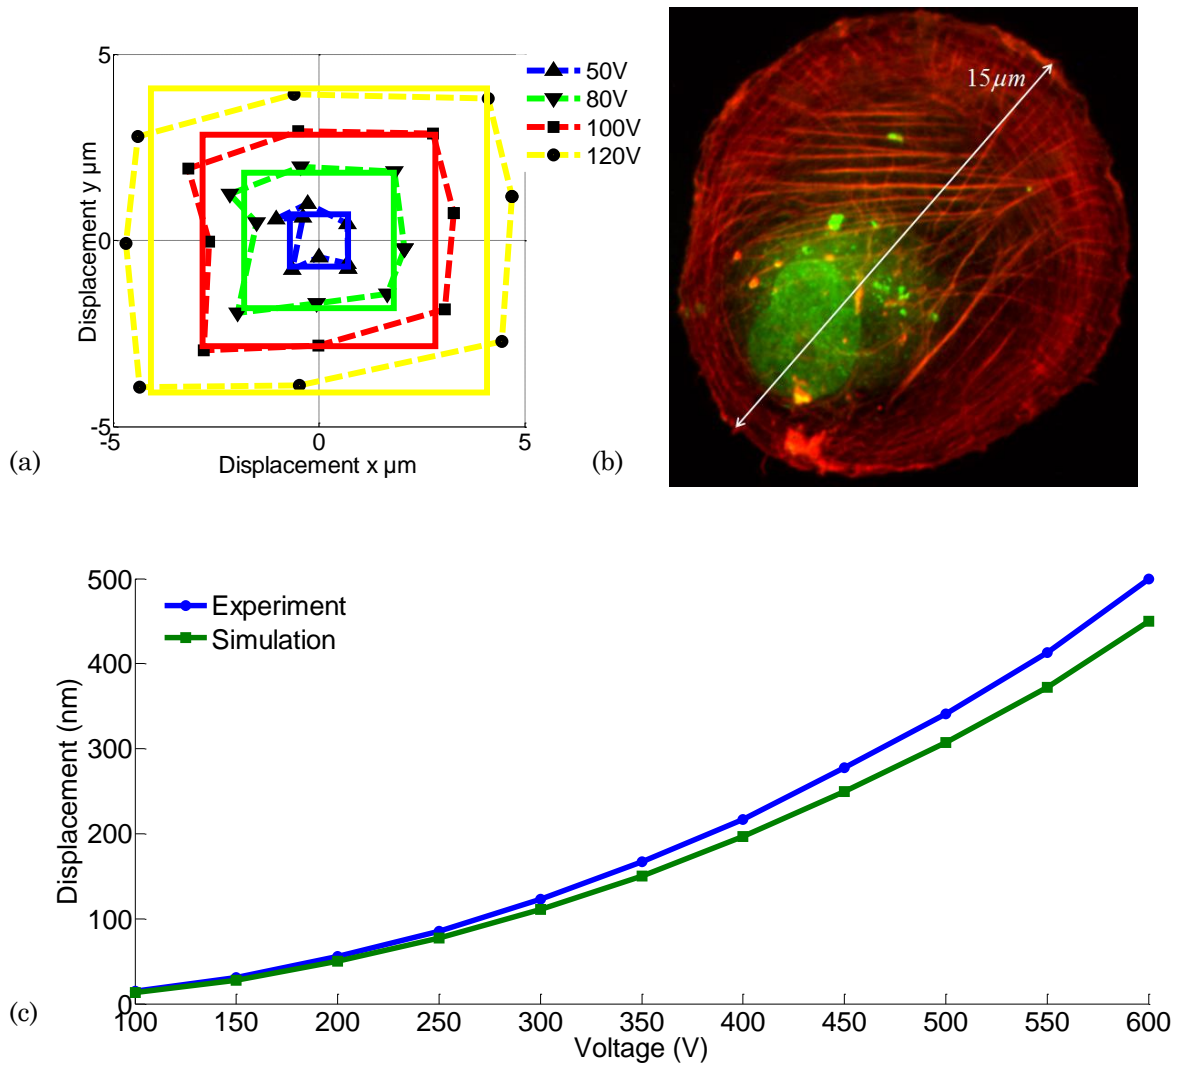 5
0
-5
-5
0
5
Displacement y µm
Displacement x µm
50V
80V
100V
120V
(a)
15µm
(b)
500
400
300
200
100
0
Displacement (nm)
Experiment
Simulation
100 150 200 250 300 350 400 450 500 550 600
Voltage (V)
(c)